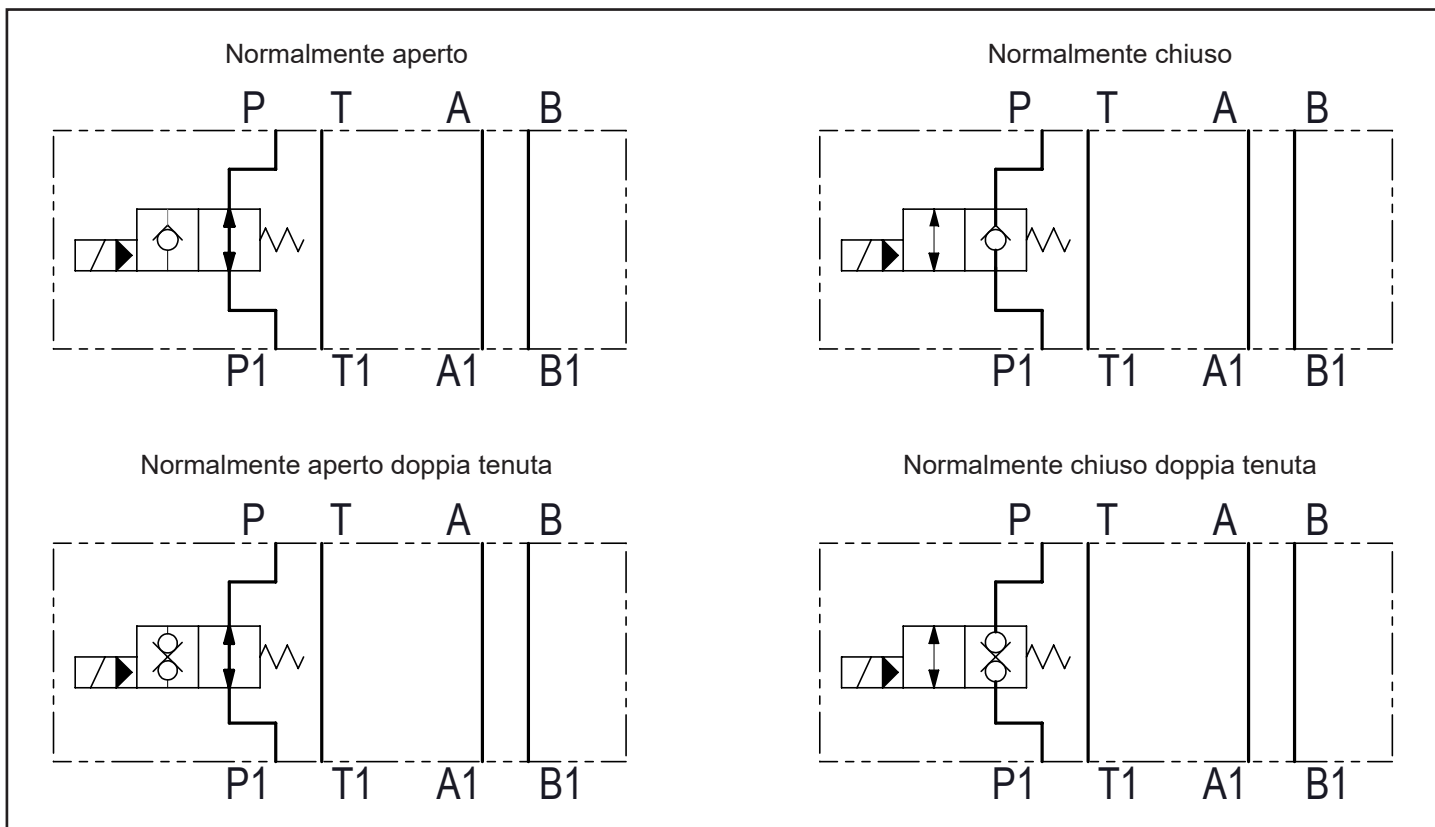 Normalmente aperto
P T A B
P1 T1 A1 B1
Normalmente chiuso
P T A B
P1 T1 A1 B1
Normalmente aperto doppia tenuta
P T A B
P1 T1 A1 B1
Normalmente chiuso doppia tenuta
P T A B
P1 T1 A1 B1